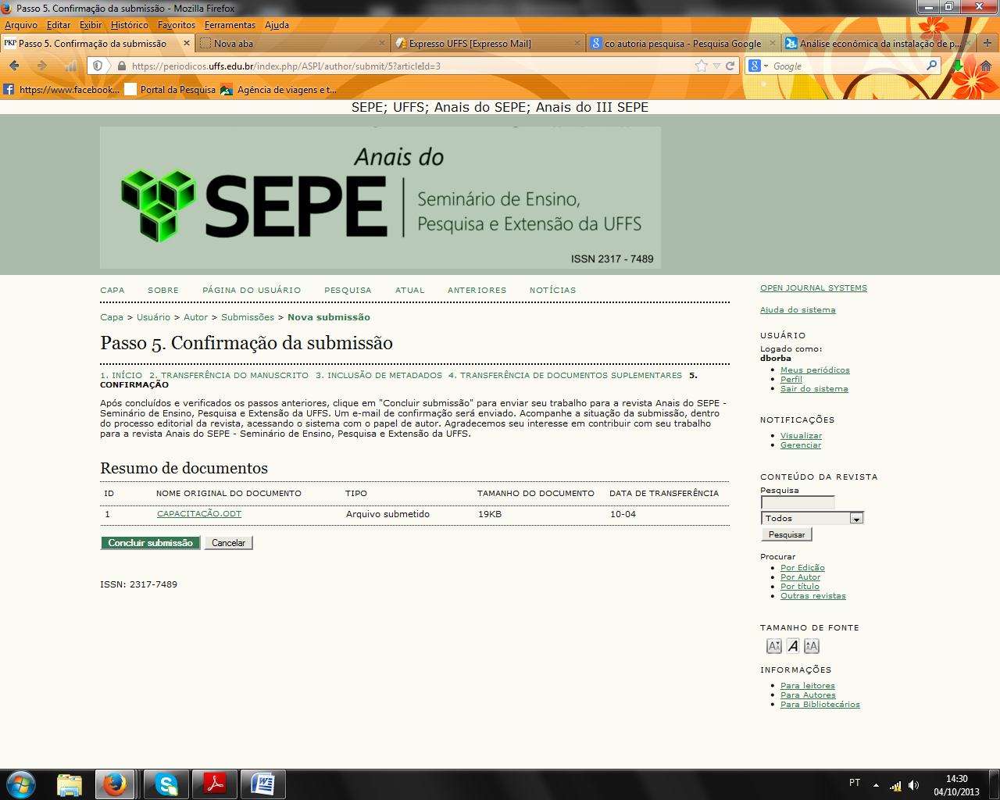 Passo 5. Confirmação da submissão - Mozilla Firefox
Arquivo Editar Exibir Histórico Favoritos Ferramentas Ajuda
PKP Passo 5. Confirmação da submissão
Nova aba
Expresso UFFS [Expresso Mail]
co autoria pesquisa - Pesquisa Google
Análise econômica da instalação de p...
https://periodicos.uffs.edu.br/index.php/ASPI/author/submit/5?articleId=3
Google
https://www.facebook... Portal da Pesquisa Agência de viagens e t...
SEPE; UFFS; Anais do SEPE; Anais do III SEPE
Anais do
SEPE
Seminário de Ensino,
Pesquisa e Extensão da UFFS
ISSN 2317 - 7489
CAPA SOBRE PÁGINA DO USUÁRIO PESQUISA ATUAL ANTERIORES NOTÍCIAS
Capa > Usuário > Autor > Submissões > Nova submissão
Passo 5. Confirmação da submissão
1. INÍCIO 2. TRANSFERÊNCIA DO MANUSCRITO 3. INCLUSÃO DE METADADOS 4. TRANSFERÊNCIA DE DOCUMENTOS SUPLEMENTARES 5.
CONFIRMAÇÃO
Após concluídos e verificados os passos anteriores, clique em "Concluir submissão" para enviar seu trabalho para a revista Anais do SEPE -
Seminário de Ensino, Pesquisa e Extensão da UFFS. Um e-mail de confirmação será enviado. Acompanhe a situação da submissão, dentro
do processo editorial da revista, acessando o sistema com o papel de autor. Agradecemos seu interesse em contribuir com seu trabalho
para a revista Anais do SEPE - Seminário de Ensino, Pesquisa e Extensão da UFFS.
Resumo de documentos
ID NOME ORIGINAL DO DOCUMENTO TIPO TAMANHO DO DOCUMENTO DATA DE TRANSFERÊNCIA
1 CAPACITAÇÃO.ODT Arquivo submetido 19KB 10-04
Concluir submissão Cancelar
ISSN: 2317-7489
OPEN JOURNAL SYSTEMS
Ajuda do sistema
USUÁRIO
Logado como:
dborba
Meus periódicos
Perfil
Sair do sistema
NOTIFICAÇÕES
Visualizar
Gerenciar
CONTEÚDO DA REVISTA
Pesquisa
Todos
Pesquisar
Procurar
Por Edição
Por Autor
Por título
Outras revistas
TAMANHO DE FONTE
INFORMAÇÕES
Para leitores
Para Autores
Para Bibliotecários
PT
14:30
04/10/2013